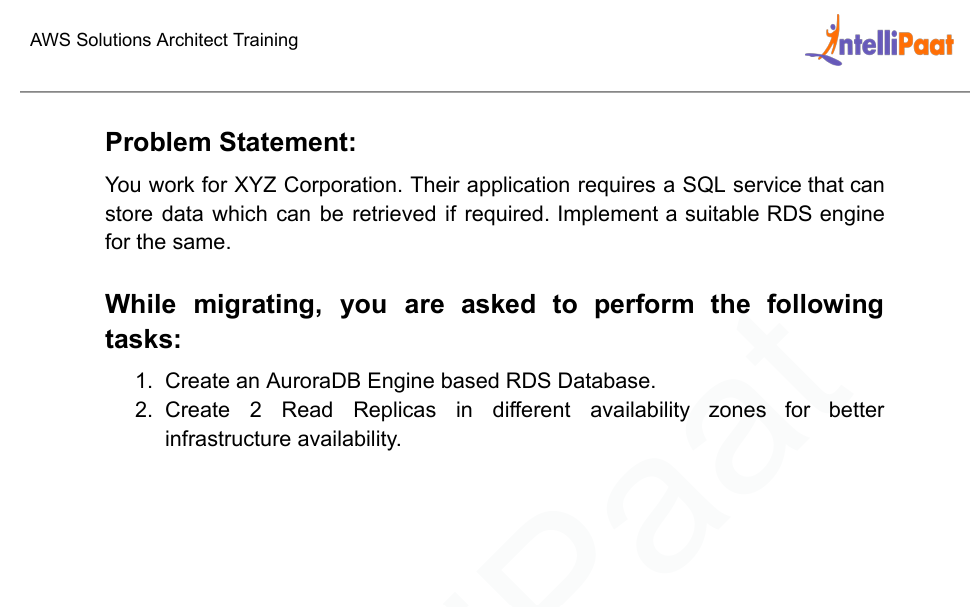 AWS Solutions Architect Training
IntelliPaat
Problem Statement:
You work for XYZ Corporation. Their application requires a SQL service that can
store data which can be retrieved if required. Implement a suitable RDS engine
for the same.
While migrating, you are asked to perform the following
tasks:
1. Create an AuroraDB Engine based RDS Database.
2. Create 2 Read Replicas in different availability zones for better
infrastructure availability.
iPaat